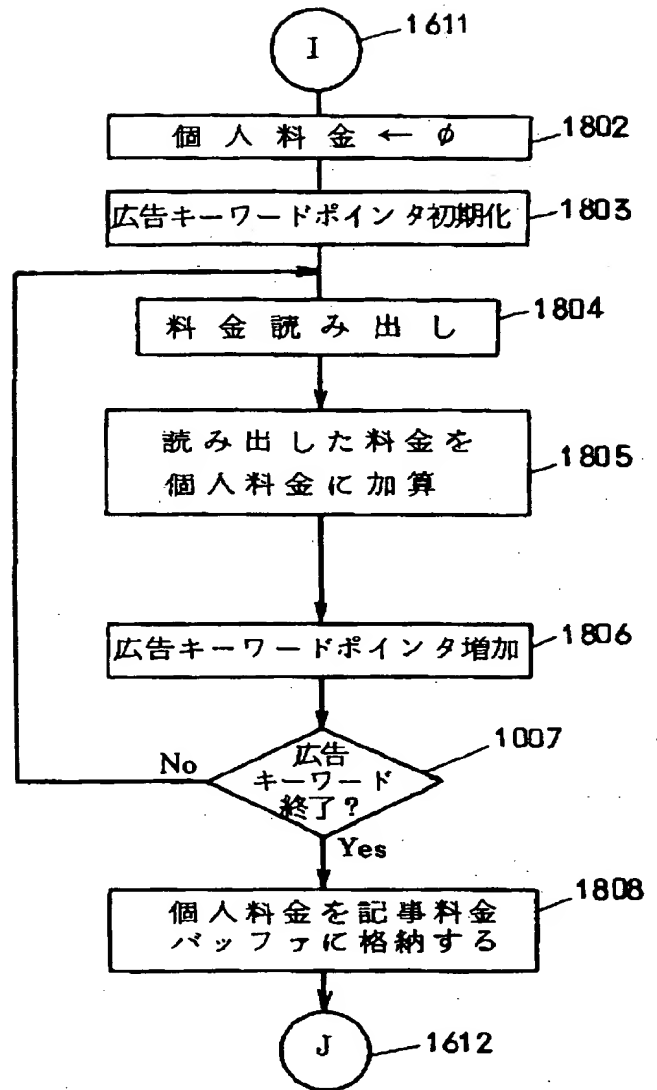 I
1611
個人料金 ← φ
1802
広告キーワードポインタ初期化
1803
料金読み出し
1804
読み出した料金を
個人料金に加算
1805
広告キーワードポインタ増加
1806
広告
キーワード
終了?
1007
No
Yes
個人料金を記事料金
バッファに格納する
1808
J
1612